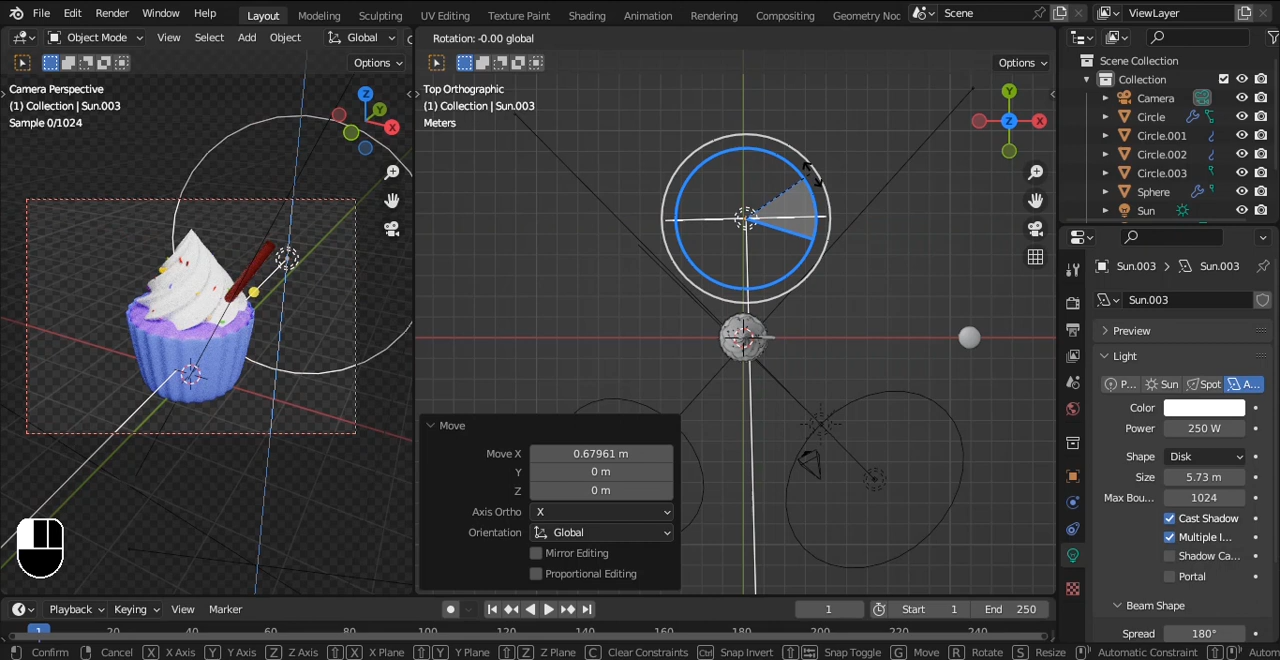 File Edit Render Window Help Layout Modeling Sculpting UV Editing Texture Paint Shading Animation Rendering Compositing Geometry Noc Scene ViewLayer
Object Mode View Select Add Object Global
Rotation: -0.00 global
Options
Options
Camera Perspective
(1) Collection | Sun.003
Sample 0/1024
Z
Y
X
Top Orthographic
(1) Collection | Sun.003
Meters
Y
Z
X
Scene Collection
Collection
Camera
Circle
Circle.001
Circle.002
Circle.003
Sphere
Sun
Sun.003 > Sun.003
Sun.003
Preview
Light
P... Sun Spot A...
Color
Power 250 W
Shape Disk
Size 5.73 m
Max Bou... 1024
Cast Shadow
Multiple I...
Shadow Ca...
Portal
Beam Shape
Spread 180°
Move
Move X 0.67961 m
Y 0 m
Z 0 m
Axis Ortho X
Orientation Global
Mirror Editing
Proportional Editing
Playback Keying View Marker 1 Start 1 End 250
1 20 40 60 80 100 120 140 160 180 200 220 240
Confirm Cancel X X Axis Y Y Axis Z Z Axis X X Plane Y Y Plane Z Z Plane C Clear Constraints Ctrl Snap Invert Snap Toggle G Move R Rotate S Resize Automatic Constraint Autom